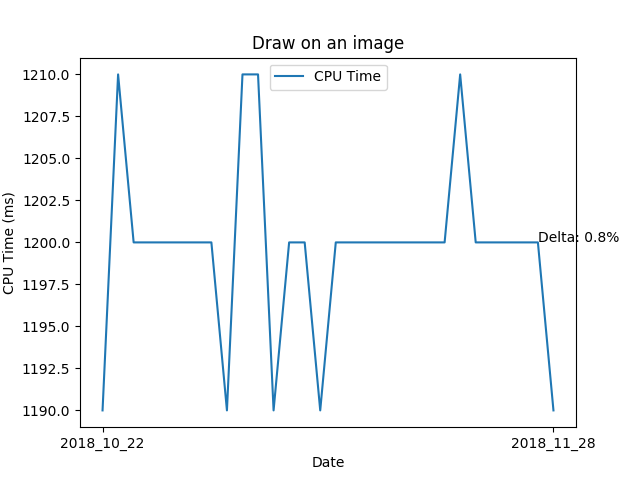 Draw on an image
CPU Time
1210.0
1207.5
1205.0
1202.5
1200.0
1197.5
1195.0
1192.5
1190.0
CPU Time (ms)
Delta: 0.8%
2018_10_22
2018_11_28
Date